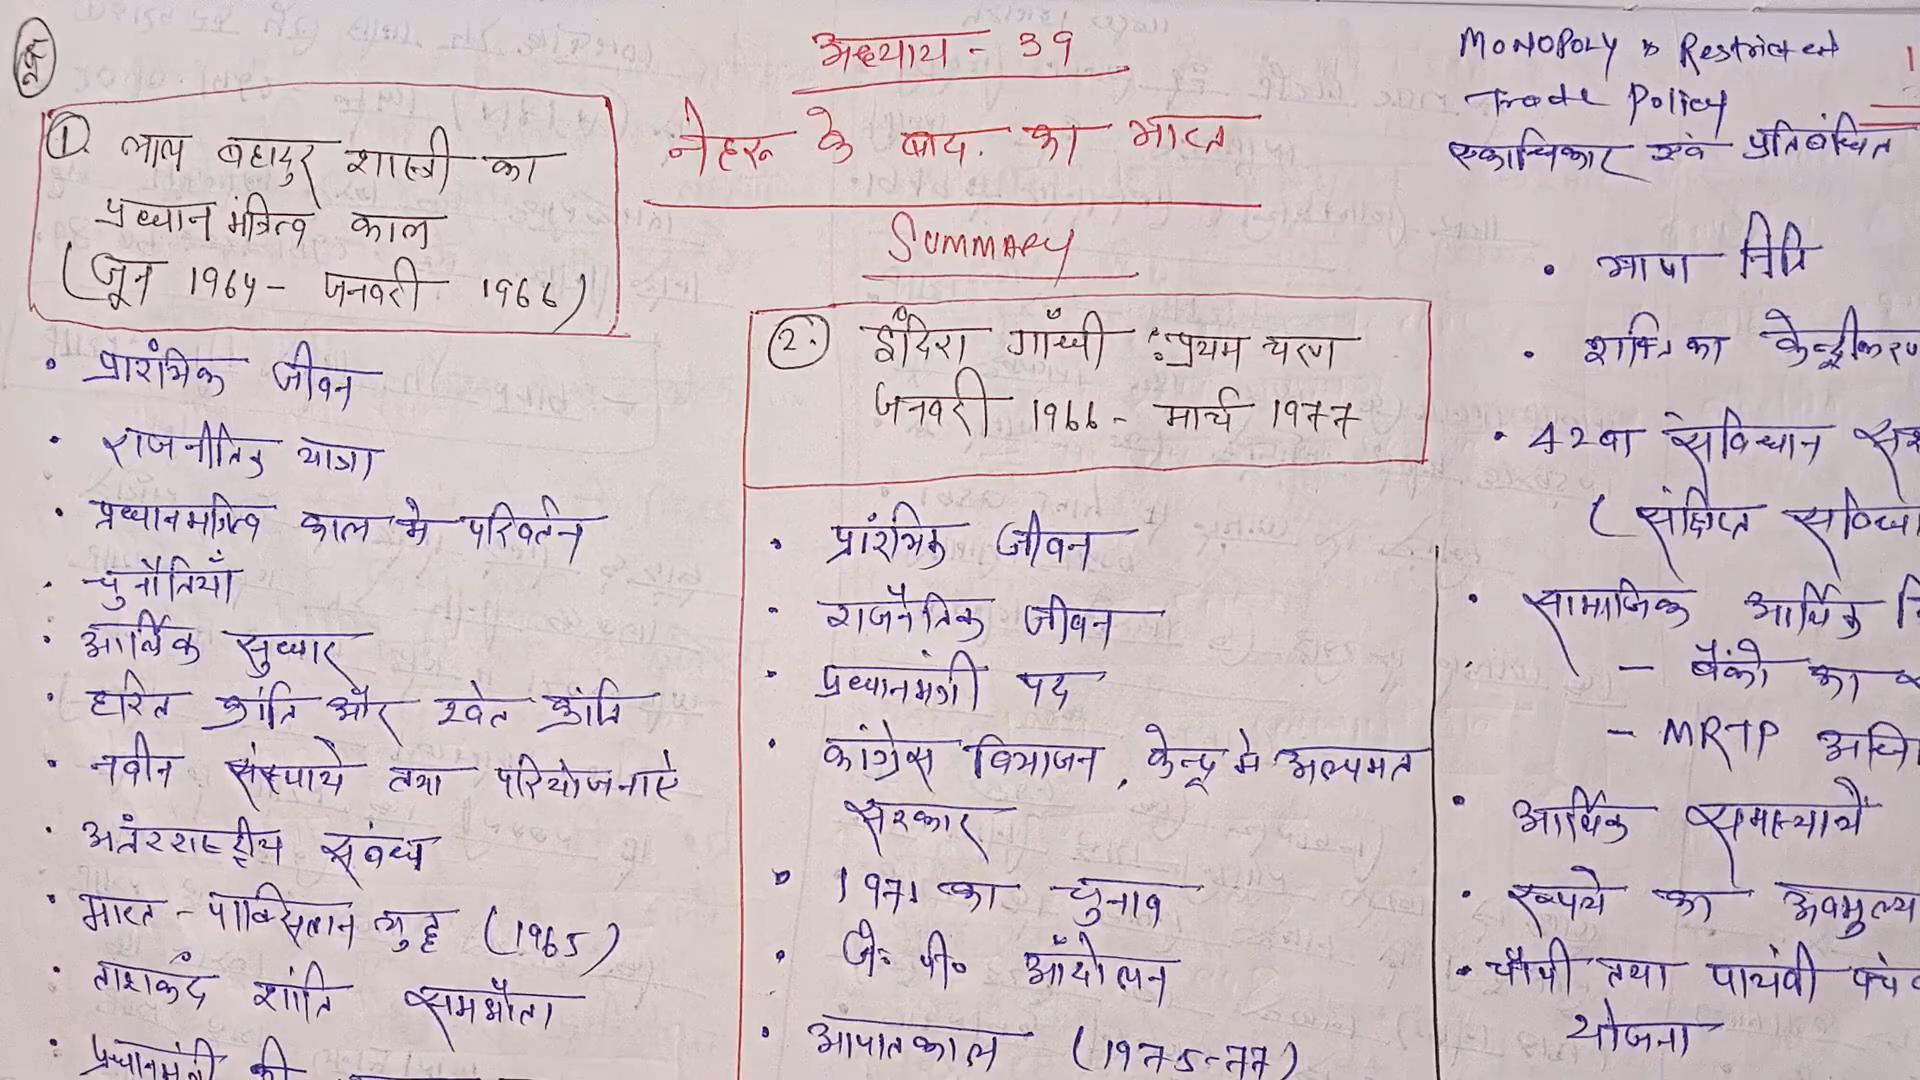 अध्याय - 39
नेहरू के बाद का भारत
SUMMARY
① लाल बहादुर शास्त्री का
प्रधान मंत्रित्व काल
(जून 1964 - जनवरी 1966)
• प्रारंभिक जीवन
• राजनीतिक यात्रा
• प्रधानमंत्रित्व काल के परिवर्तन
• चुनौतियाँ
• आर्थिक सुधार
• हरित क्रांति और श्वेत क्रांति
• नवीन संस्थाये तथा परियोजनाएं
• अंतरराष्ट्रीय संबंध
• भारत - पाकिस्तान युद्ध (1965)
• ताशकंद शांति समझौता
• प्रधानमंत्री की
② इंदिरा गाँधी : प्रथम चरण
जनवरी 1966 - मार्च 1977
• प्रारंभिक जीवन
• राजनैतिक जीवन
• प्रधानमंत्री पद
• कांग्रेस विभाजन, केन्द्र में अल्पमत
सरकार
• 1971 का चुनाव
• जे. पी. आँदोलन
• आपातकाल (1975-77)
MONOPOLY & Restricted
Trade Policy
एकाधिकार एवं प्रतिबंधित
• भाषा निति
• शक्ति का केन्द्रीकरण
• 42वा संविधान
(संक्षिप्त
• सामाजिक आर्थिक
- बैंको का
- MRTP
• आर्थिक समस्यायें
• रूपये का
• चौथी तथा पाचंवी
योजना